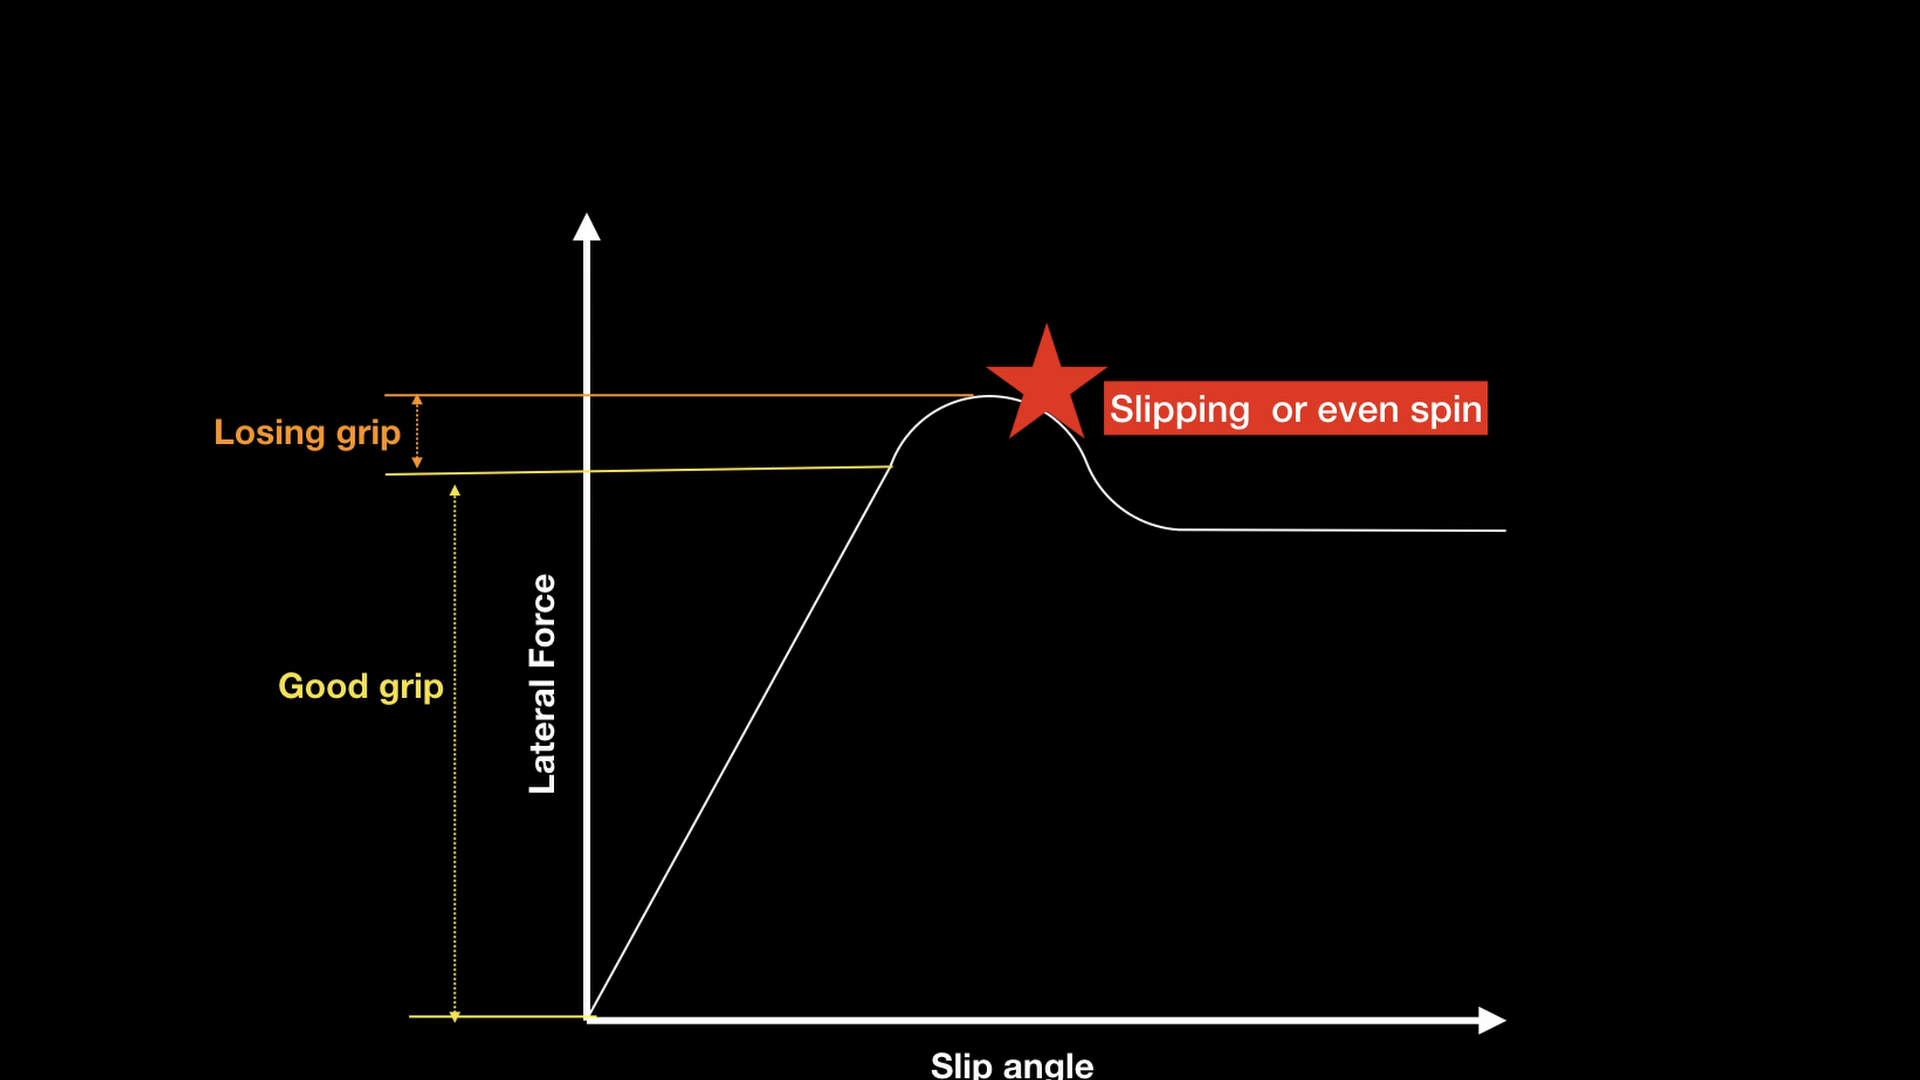 Slipping  or even spin
Losing grip
Good grip
Lateral Force
Slip angle